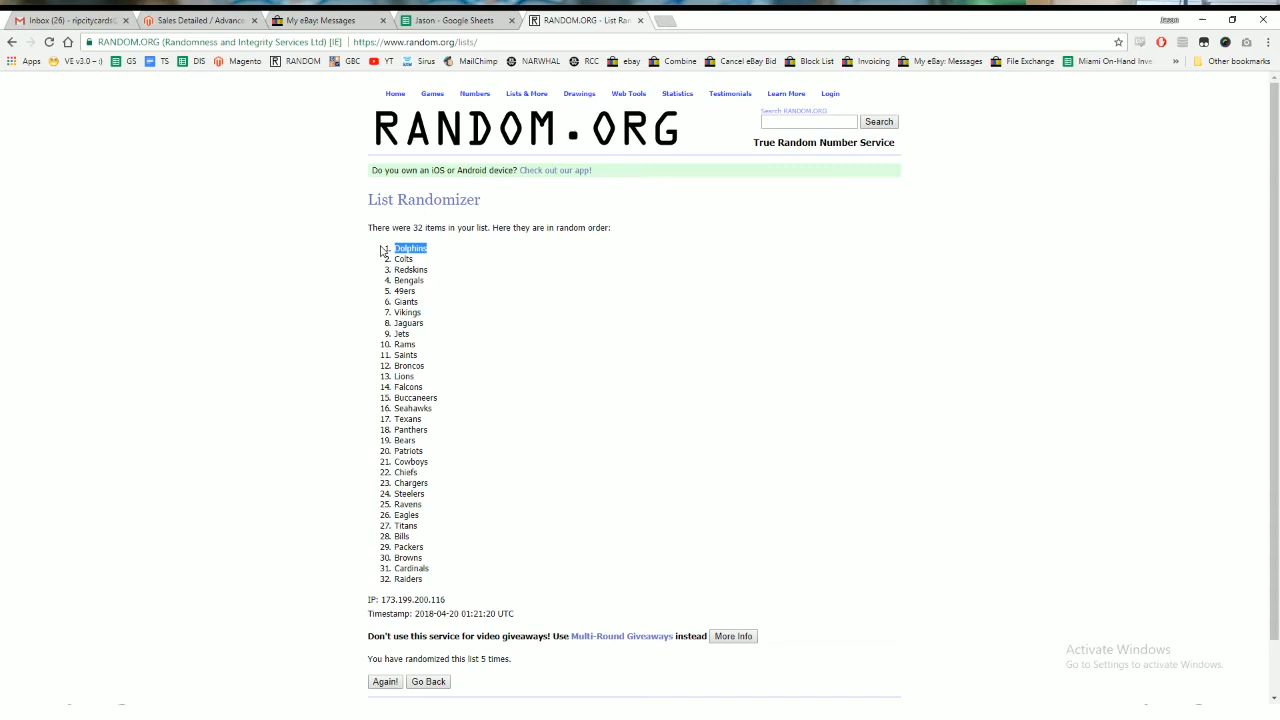 Inbox (26) - ripcitycards
Sales Detailed / Advanc
My eBay: Messages
Jason - Google Sheets
RANDOM.ORG - List Ran
RANDOM.ORG (Randomness and Integrity Services Ltd) [IE]
https://www.random.org/lists/
Apps
VE v3.0 :-)
GS
TS
DIS
Magento
RANDOM
GBC
YT
Sirus
MailChimp
NARWHAL
RCC
ebay
Combine
Cancel eBay Bid
Block List
Invoicing
My eBay: Messages
File Exchange
Miami On-Hand Inve
Other bookmarks
Home
Games
Numbers
Lists & More
Drawings
Web Tools
Statistics
Testimonials
Learn More
Login
RANDOM.ORG
Search RANDOM.ORG
Search
True Random Number Service
Do you own an iOS or Android device? Check out our app!
List Randomizer
There were 32 items in your list. Here they are in random order:
1. Dolphins
2. Colts
3. Redskins
4. Bengals
5. 49ers
6. Giants
7. Vikings
8. Jaguars
9. Jets
10. Rams
11. Saints
12. Broncos
13. Lions
14. Falcons
15. Buccaneers
16. Seahawks
17. Texans
18. Panthers
19. Bears
20. Patriots
21. Cowboys
22. Chiefs
23. Chargers
24. Steelers
25. Ravens
26. Eagles
27. Titans
28. Bills
29. Packers
30. Browns
31. Cardinals
32. Raiders
IP: 173.199.200.116
Timestamp: 2018-04-20 01:21:20 UTC
Don't use this service for video giveaways! Use Multi-Round Giveaways instead
More Info
You have randomized this list 5 times.
Again!
Go Back
Activate Windows
Go to Settings to activate Windows.